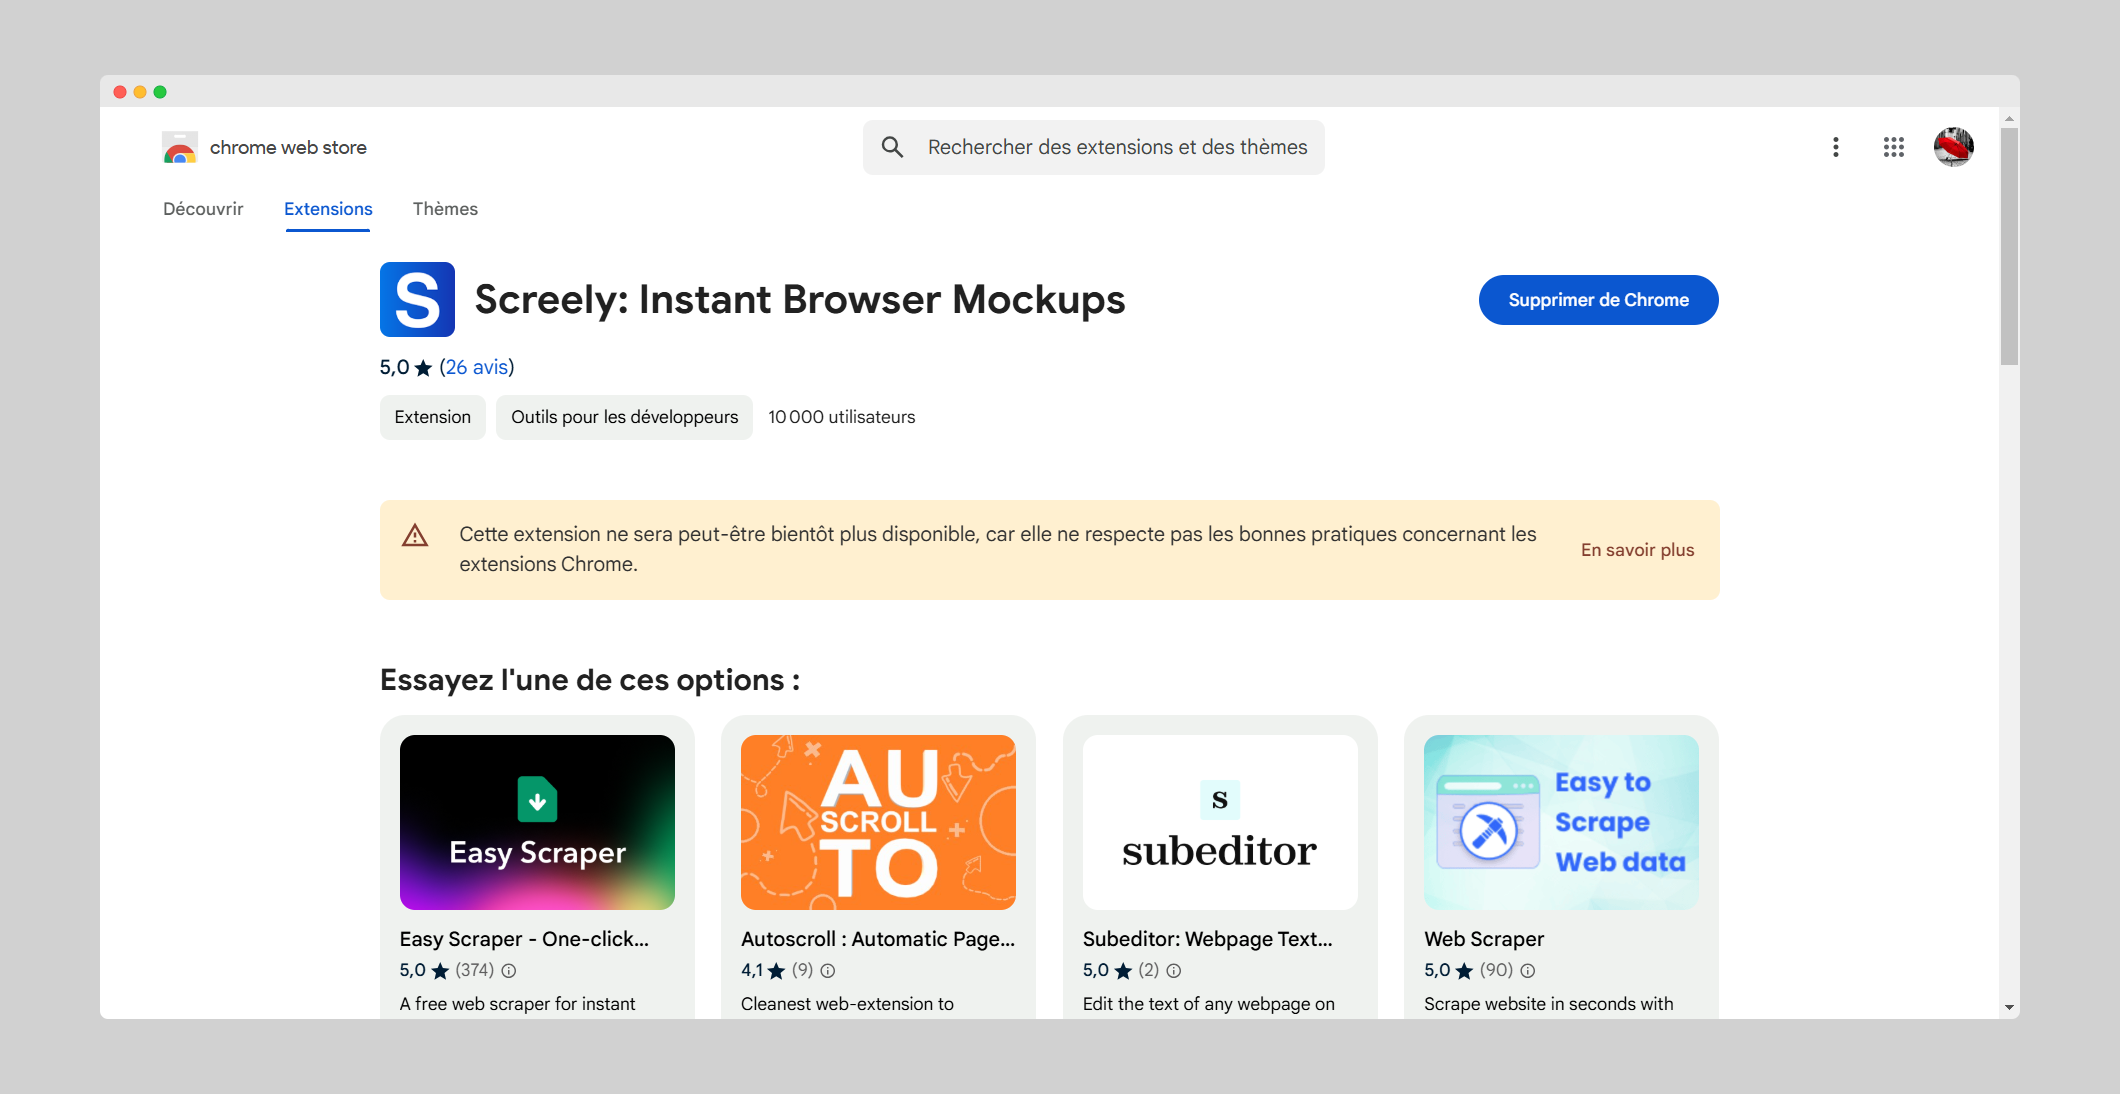 chrome web store
Rechercher des extensions et des thèmes
Découvrir
Extensions
Thèmes
S
Screely: Instant Browser Mockups
Supprimer de Chrome
5,0 ★ (26 avis)
Extension
Outils pour les développeurs
10 000 utilisateurs
Cette extension ne sera peut-être bientôt plus disponible, car elle ne respecte pas les bonnes pratiques concernant les
extensions Chrome.
En savoir plus
Essayez l'une de ces options :
Easy Scraper
Easy Scraper - One-click...
5,0 ★ (374)
A free web scraper for instant
AU
SCROLL
TO
Autoscroll : Automatic Page...
4,1 ★ (9)
Cleanest web-extension to
s
subeditor
Subeditor: Webpage Text...
5,0 ★ (2)
Edit the text of any webpage on
Easy to
Scrape
Web data
Web Scraper
5,0 ★ (90)
Scrape website in seconds with